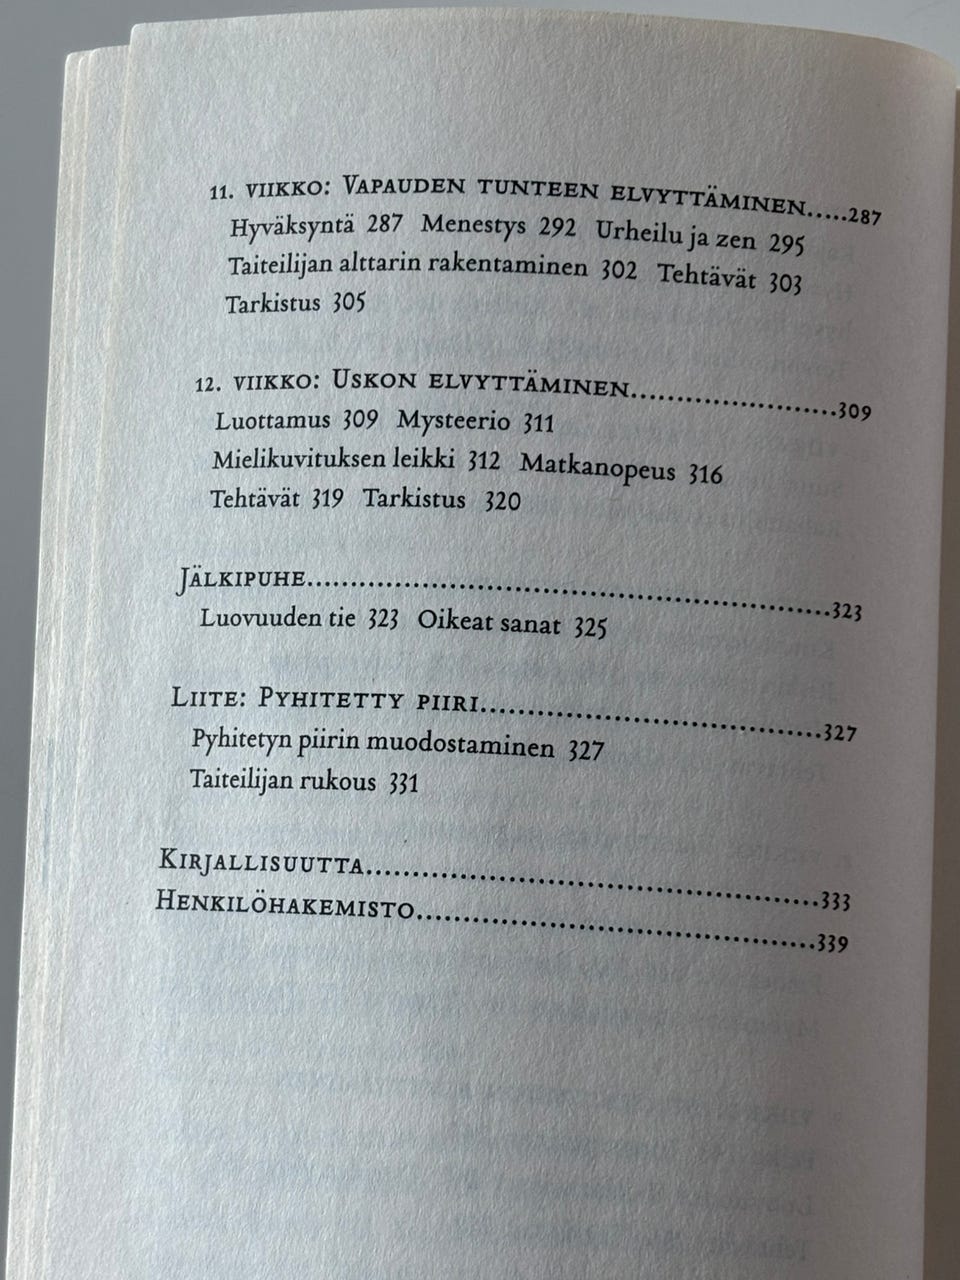 11. VIIKKO: VAPAUDEN TUNTEEN ELVYTTÄMINEN.....287
Hyväksyntä 287 Menestys 292 Urheilu ja zen 295
Taiteilijan alttarin rakentaminen 302 Tehtävät 303
Tarkistus 305
12. VIIKKO: USKON ELVYTTÄMINEN.......................309
Luottamus 309 Mysteerio 311
Mielikuvituksen leikki 312 Matkanopeus 316
Tehtävät 319 Tarkistus 320
JÄLKIPUHE............................................................323
Luovuuden tie 323 Oikeat sanat 325
LIITE: PYHITETTY PIIRI.......................................327
Pyhitetyn piirin muodostaminen 327
Taiteilijan rukous 331
KIRJALLISUUTTA....................................................333
HENKILÖHAKEMISTO.............................................339